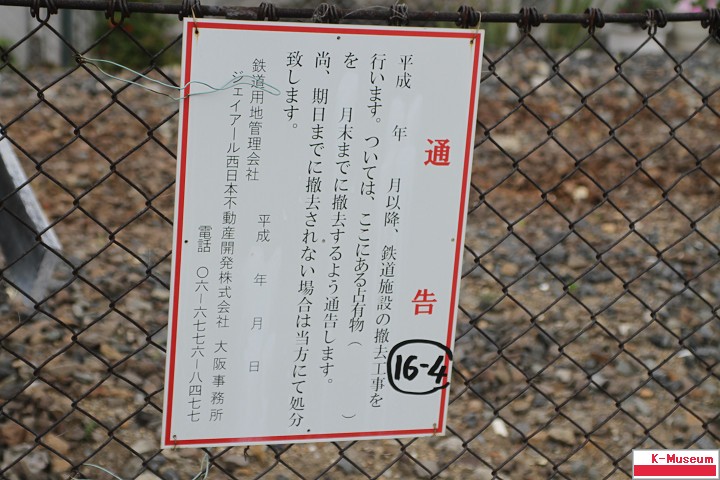 通告
平成　年　月以降、鉄道施設の撤去工事を
行います。ついては、ここにある占有物（　　　）
を　月末までに撤去するよう通告します。
尚、期日までに撤去されない場合は当方にて処分
致します。
平成　年　月　日
鉄道用地管理会社
ジェイアール西日本不動産開発株式会社　大阪事務所
電話　〇六－六七七六－八四七七
16-4
K-Museum